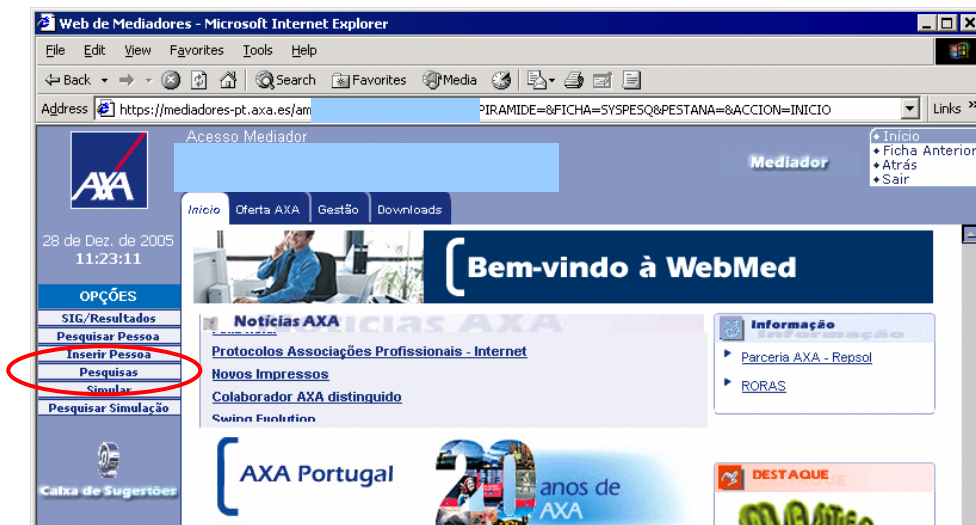 Web de Mediadores - Microsoft Internet Explorer
File Edit View Favorites Tools Help
Back Search Favorites Media
Address https://mediadores-pt.axa.es/am PIRAMIDE=&FICHA=SYSPESQ&PESTANA=&ACCION=INICIO Links »
AXA
Acesso Mediador
Mediador
Início
Ficha Anterior
Atrás
Sair
Inicio Oferta AXA Gestão Downloads
28 de Dez. de 2005
11:23:11
Bem-vindo à WebMed
OPÇÕES
SIG/Resultados
Pesquisar Pessoa
Inserir Pessoa
Pesquisas
Simular
Pesquisar Simulação
Caixa de Sugestões
Notícias AXA
Protocolos Associações Profissionais - Internet
Novos Impressos
Colaborador AXA distinguido
Swing Evolution
Informação
Parceria AXA - Repsol
RORAS
AXA Portugal
20
anos de
AXA
DESTAQUE